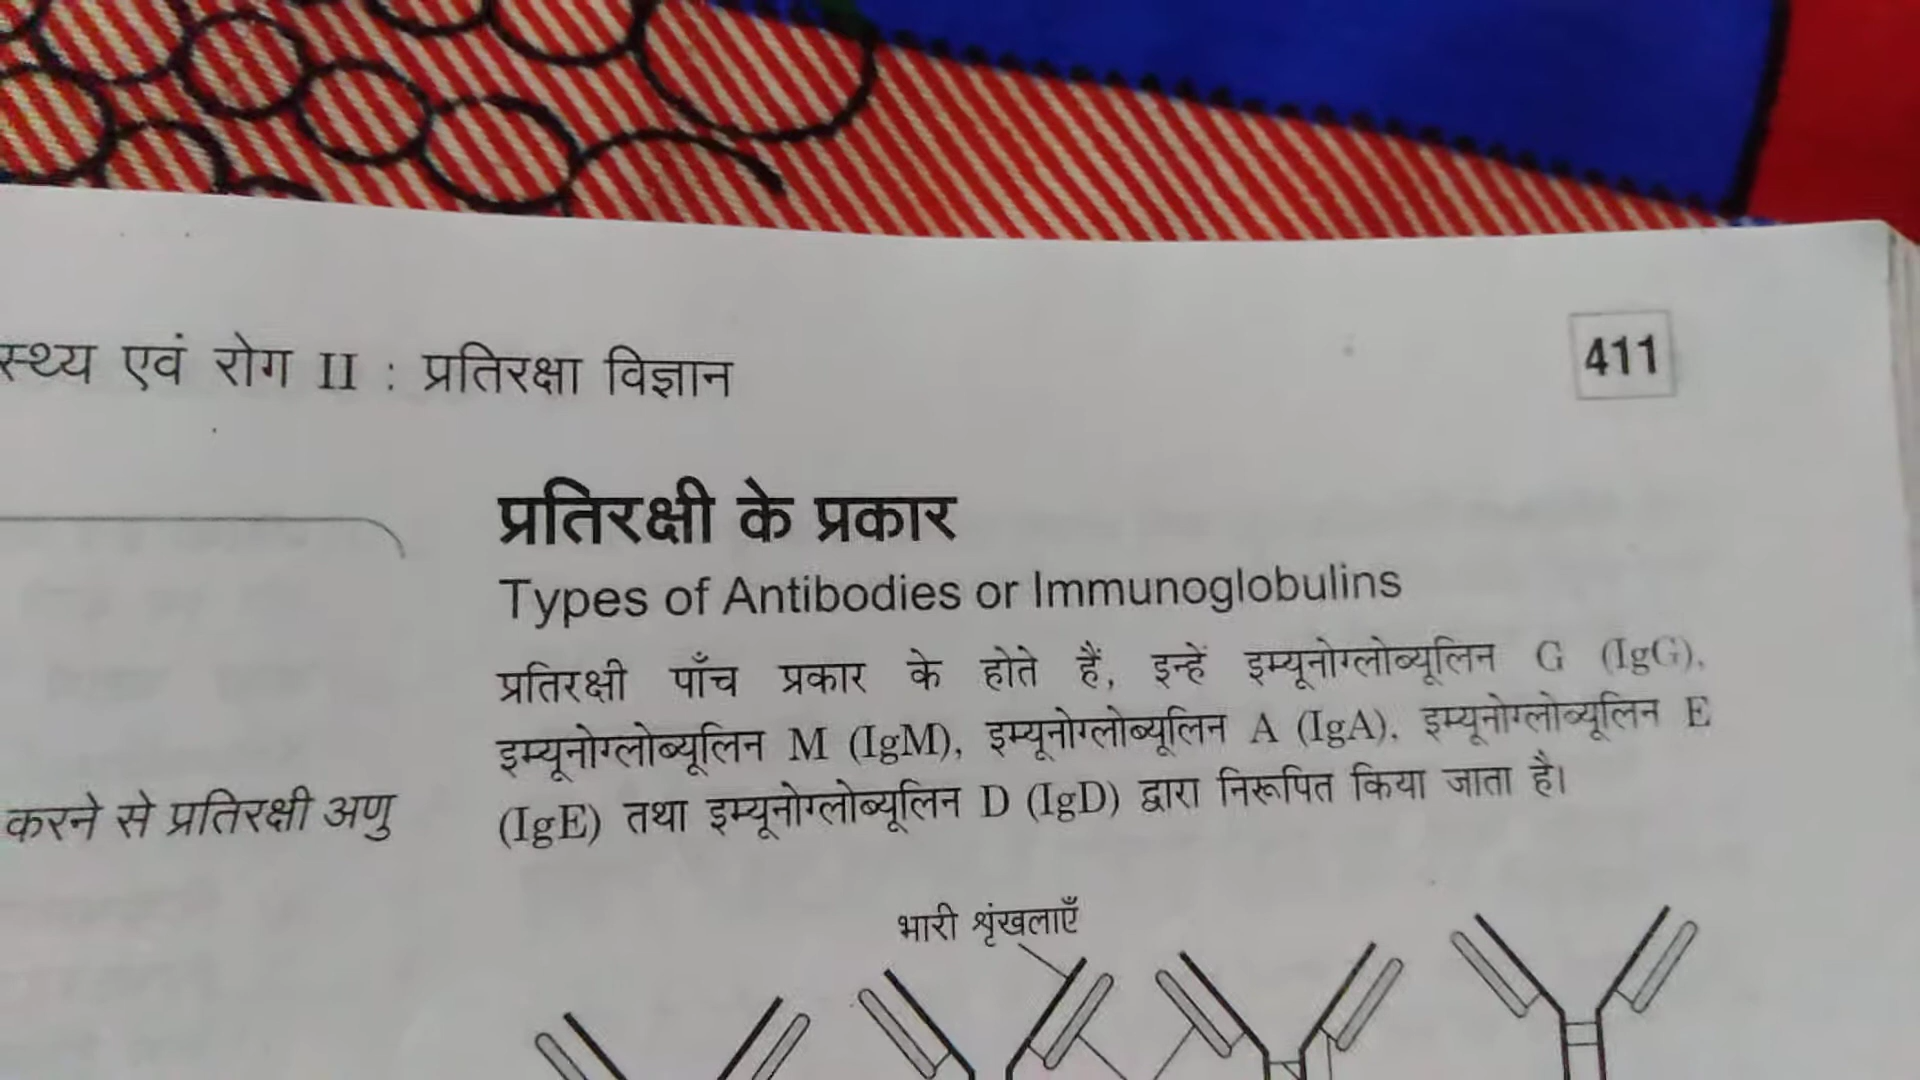 एवं रोग II : प्रतिरक्षा विज्ञान
411
प्रतिरक्षी के प्रकार
Types of Antibodies or Immunoglobulins
प्रतिरक्षी पाँच प्रकार के होते हैं, इन्हें इम्यूनोग्लोब्यूलिन G (IgG),
इम्यूनोग्लोब्यूलिन M (IgM), इम्यूनोग्लोब्यूलिन A (IgA), इम्यूनोग्लोब्यूलिन E
(IgE) तथा इम्यूनोग्लोब्यूलिन D (IgD) द्वारा निरूपित किया जाता है।
करने से प्रतिरक्षी अणु
भारी शृंखलाएँ